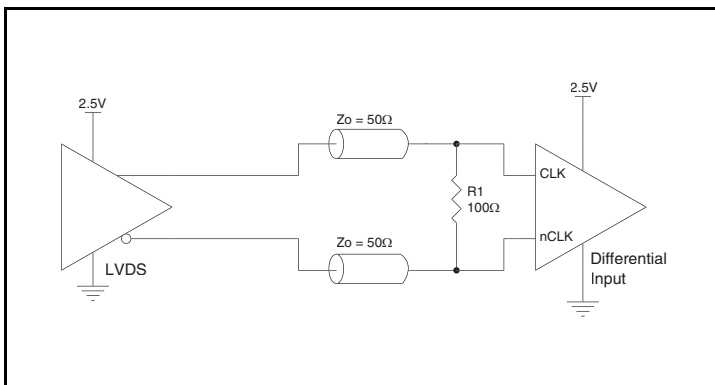 2.5V
2.5V
Zo = 50Ω
CLK
R1
100Ω
nCLK
Zo = 50Ω
LVDS
Differential
Input